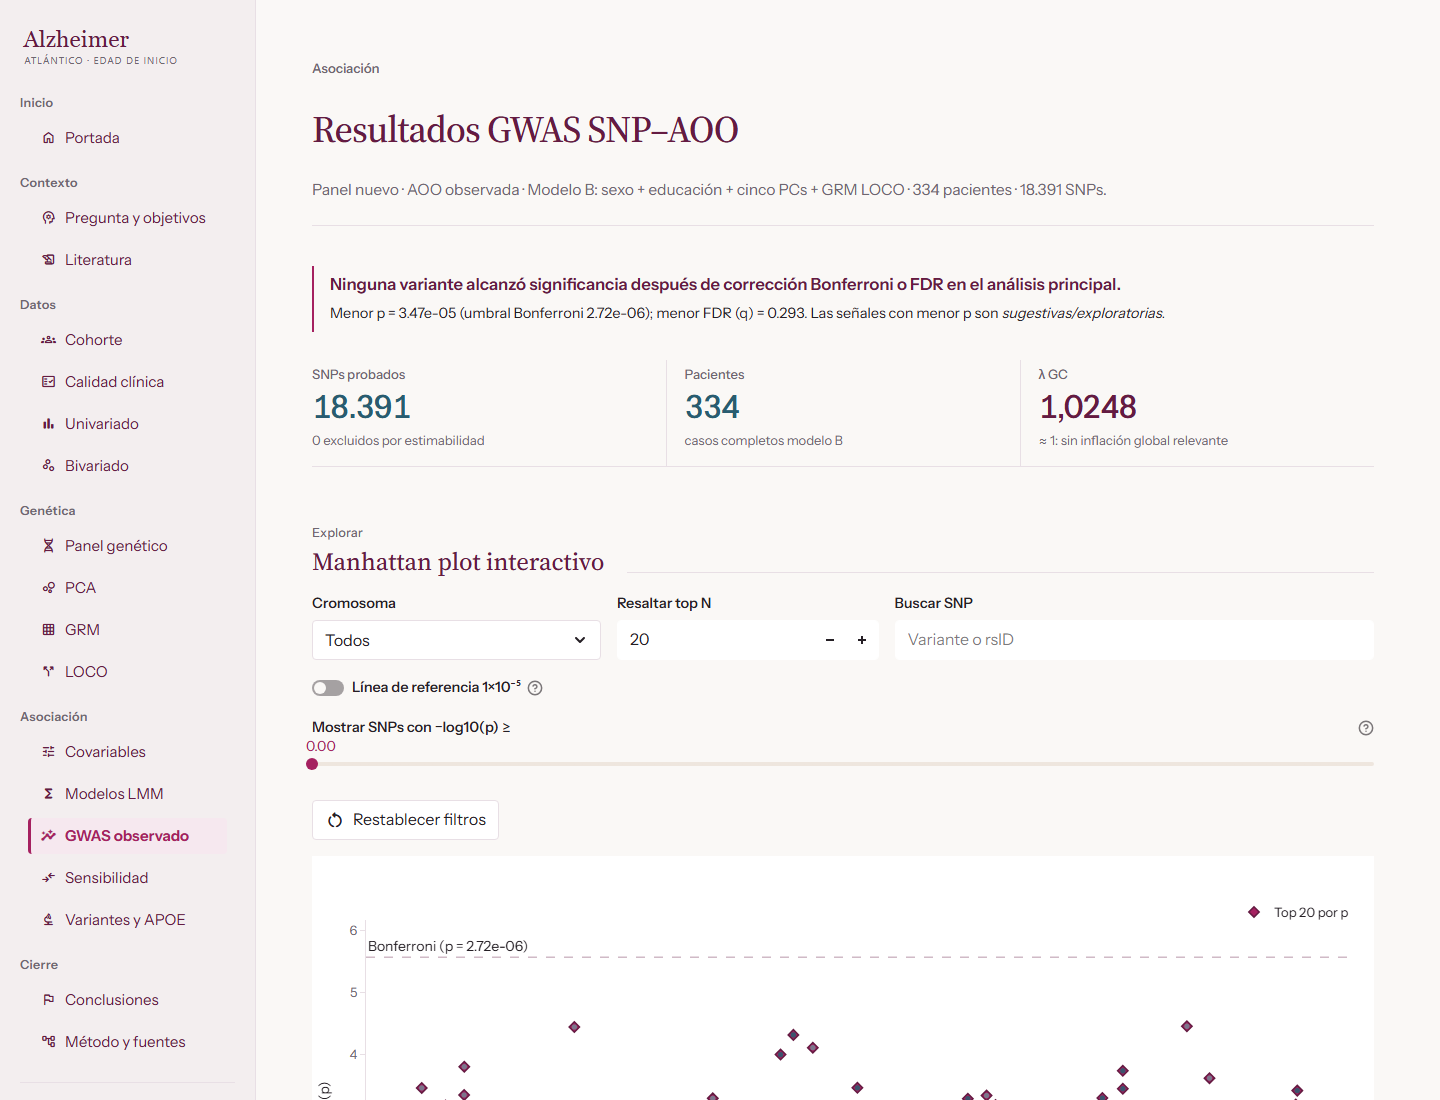 Alzheimer
ATLÁNTICO · EDAD DE INICIO
Inicio
Portada
Contexto
Pregunta y objetivos
Literatura
Datos
Cohorte
Calidad clínica
Univariado
Bivariado
Genética
Panel genético
PCA
GRM
LOCO
Asociación
Covariables
Modelos LMM
GWAS observado
Sensibilidad
Variantes y APOE
Cierre
Conclusiones
Método y fuentes
Asociación
Resultados GWAS SNP–AOO
Panel nuevo · AOO observada · Modelo B: sexo + educación + cinco PCs + GRM LOCO · 334 pacientes · 18.391 SNPs.
Ninguna variante alcanzó significancia después de corrección Bonferroni o FDR en el análisis principal.
Menor p = 3.47e-05 (umbral Bonferroni 2.72e-06); menor FDR (q) = 0.293. Las señales con menor p son sugestivas/exploratorias.
SNPs probados
18.391
0 excluidos por estimabilidad
Pacientes
334
casos completos modelo B
λ GC
1,0248
≈ 1: sin inflación global relevante
Explorar
Manhattan plot interactivo
Cromosoma
Todos
Resaltar top N
20
Buscar SNP
Variante o rsID
Línea de referencia 1×10⁻⁵
Mostrar SNPs con −log10(p) ≥
0.00
Restablecer filtros
Top 20 por p
6
Bonferroni (p = 2.72e-06)
5
4
(p)